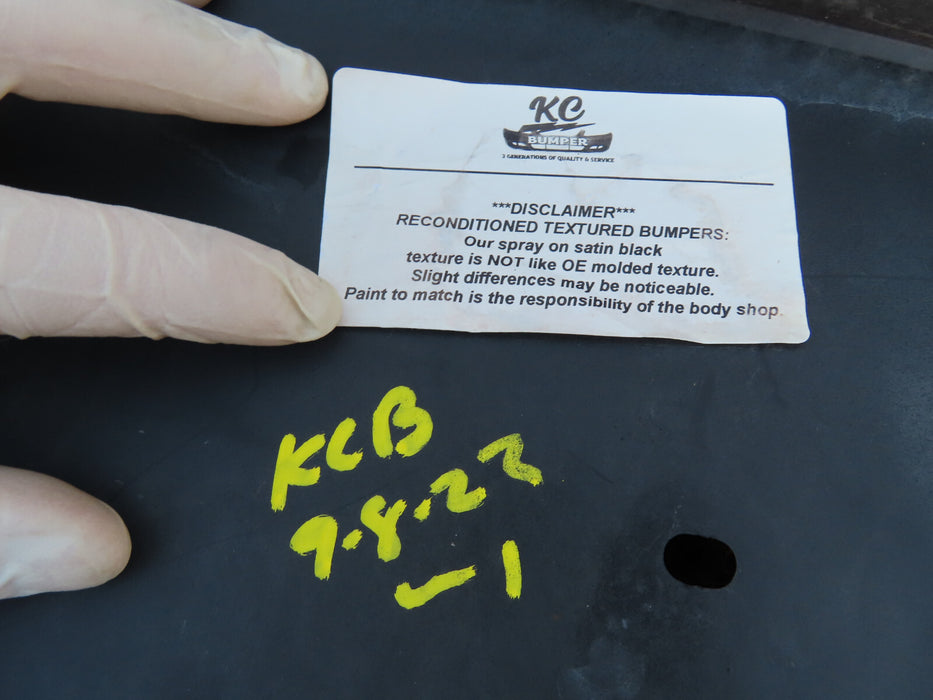 KC
BUMPER
3 GENERATIONS OF QUALITY & SERVICE
***DISCLAIMER***
RECONDITIONED TEXTURED BUMPERS:
Our spray on satin black
texture is NOT like OE molded texture.
Slight differences may be noticeable.
Paint to match is the responsibility of the body shop.
KCB
9.8.22
-1